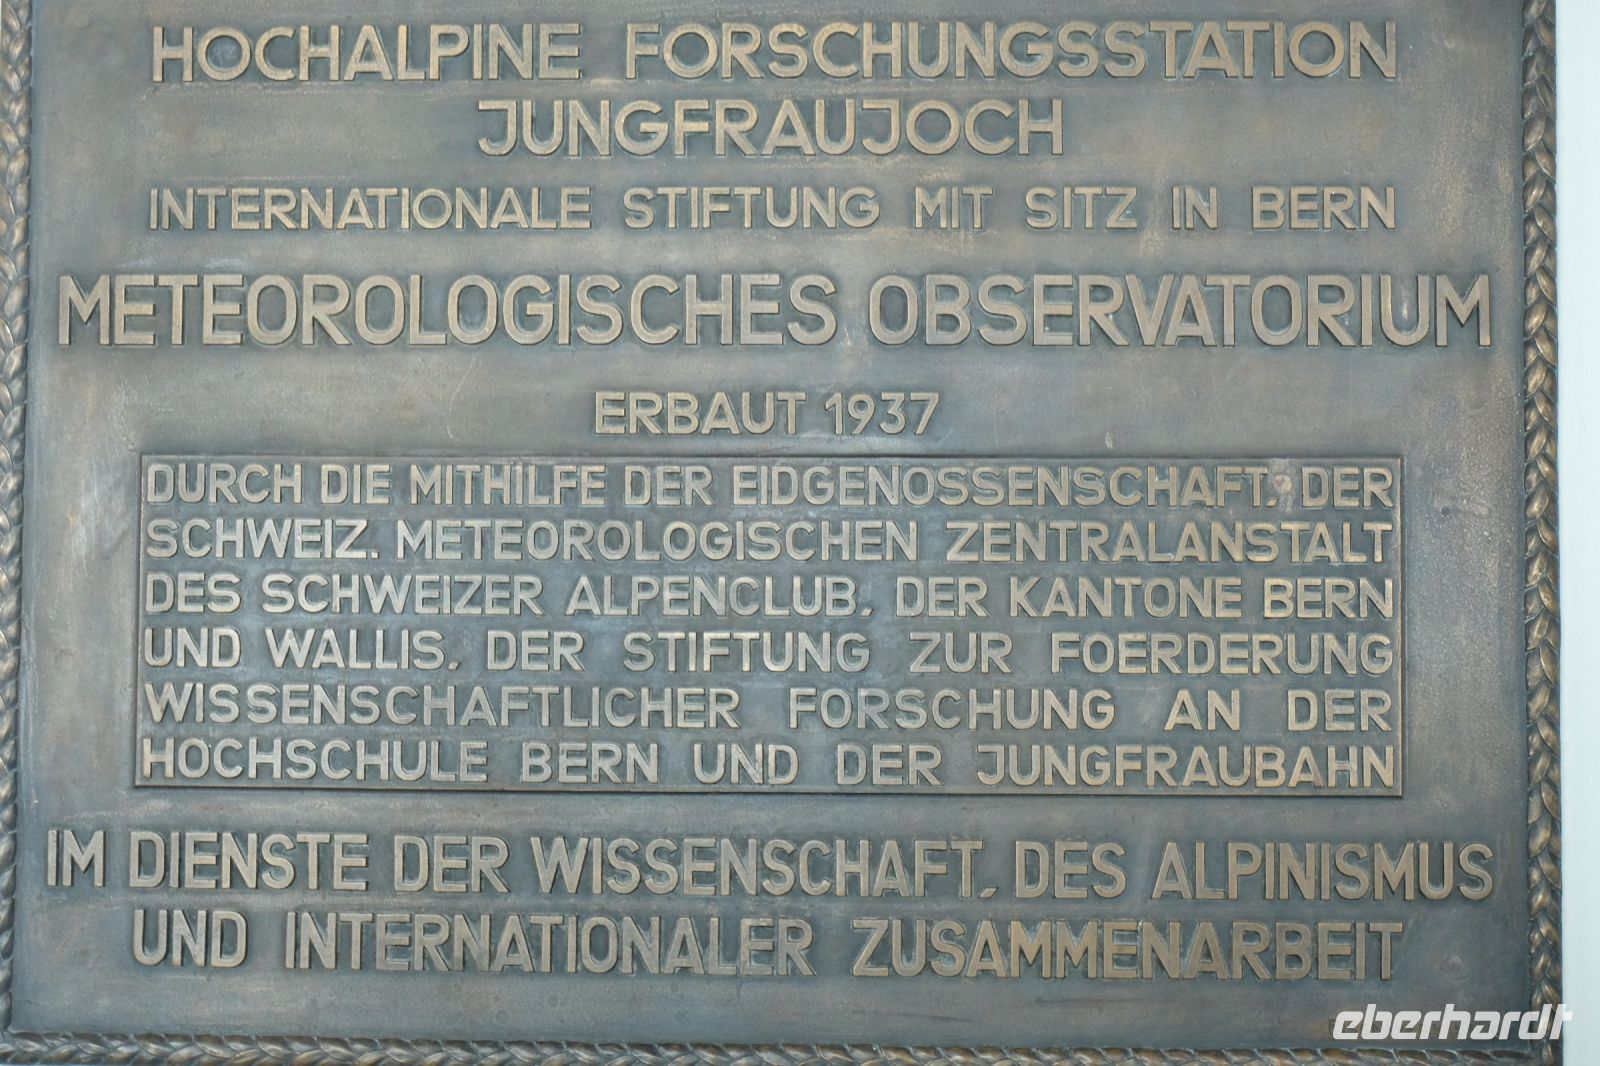 HOCHALPINE FORSCHUNGSSTATION
JUNGFRAUJOCH
INTERNATIONALE STIFTUNG MIT SITZ IN BERN
METEOROLOGISCHES OBSERVATORIUM
ERBAUT 1937
DURCH DIE MITHILFE DER EIDGENOSSENSCHAFT, DER
SCHWEIZ. METEOROLOGISCHEN ZENTRALANSTALT
DES SCHWEIZER ALPENCLUB, DER KANTONE BERN
UND WALLIS, DER STIFTUNG ZUR FOERDERUNG
WISSENSCHAFTLICHER FORSCHUNG AN DER
HOCHSCHULE BERN UND DER JUNGFRAUBAHN
IM DIENSTE DER WISSENSCHAFT, DES ALPINISMUS
UND INTERNATIONALER ZUSAMMENARBEIT
eberhardt